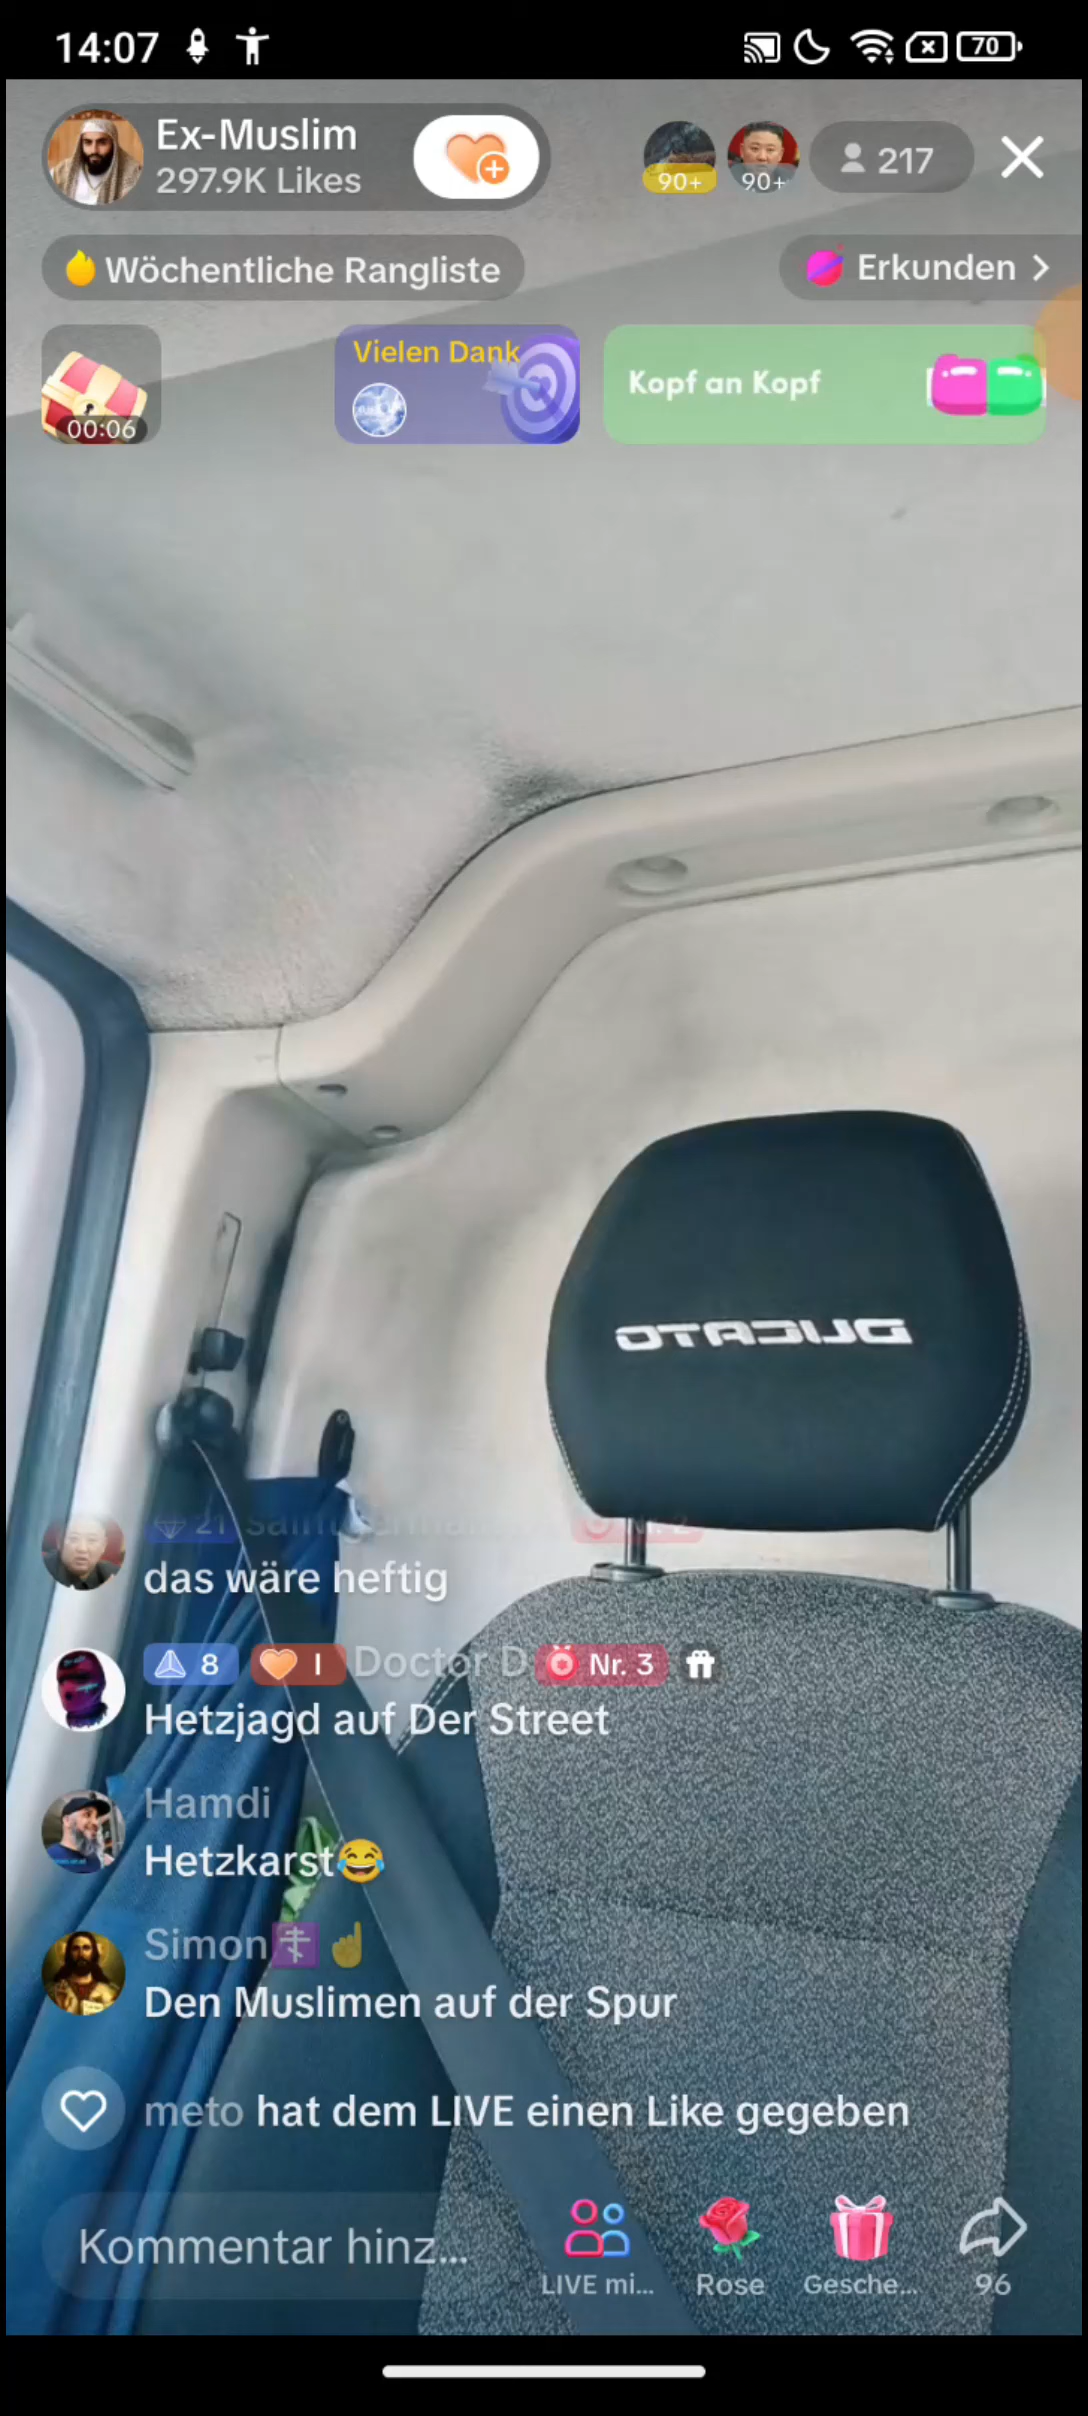 14:07
70
Ex-Muslim
297.9K Likes
90+
90+
217
Wöchentliche Rangliste
Erkunden
00:06
Vielen Dank
Kopf an Kopf
DUCATO
21
das wäre heftig
8
I
Doctor D
Nr. 3
Hetzjagd auf Der Street
Hamdi
Hetzkarst😂
Simon☦️☝️
Den Muslimen auf der Spur
meto hat dem LIVE einen Like gegeben
Kommentar hinz...
LIVE mi...
Rose
Gesche...
96